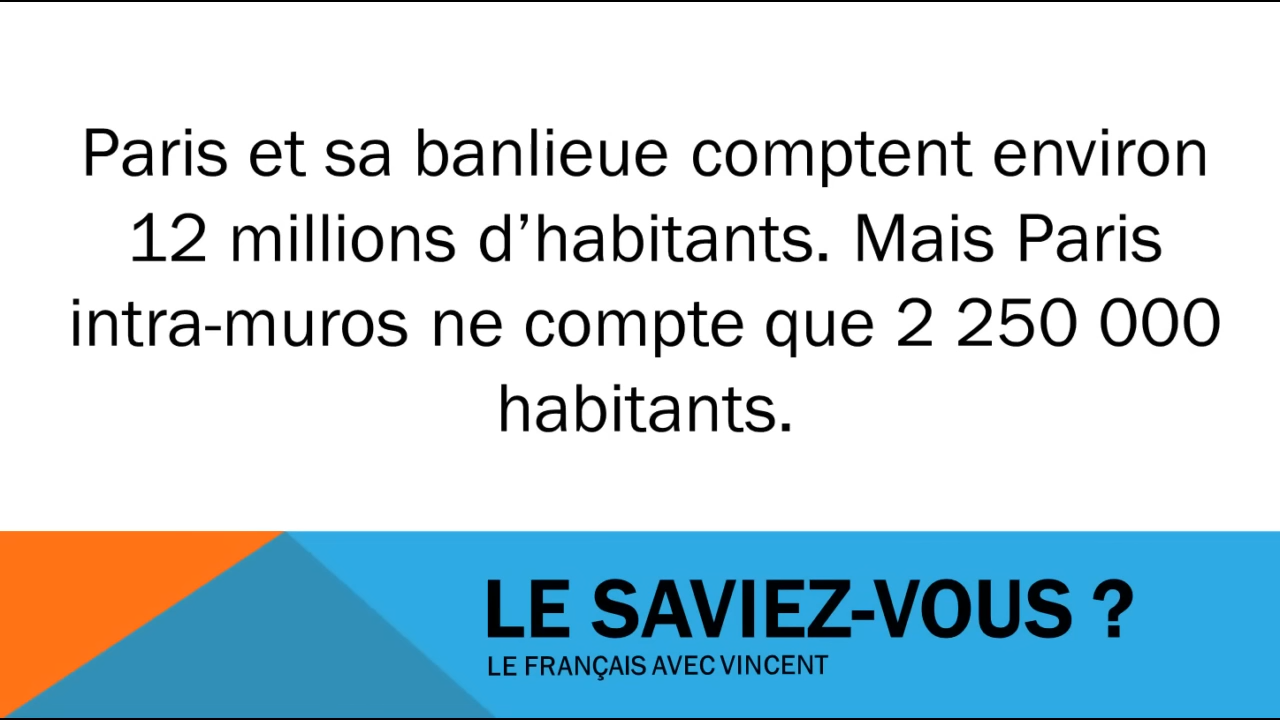 Paris et sa banlieue comptent environ
12 millions d’habitants. Mais Paris
intra-muros ne compte que 2 250 000
habitants.
LE SAVIEZ-VOUS ?
LE FRANÇAIS AVEC VINCENT